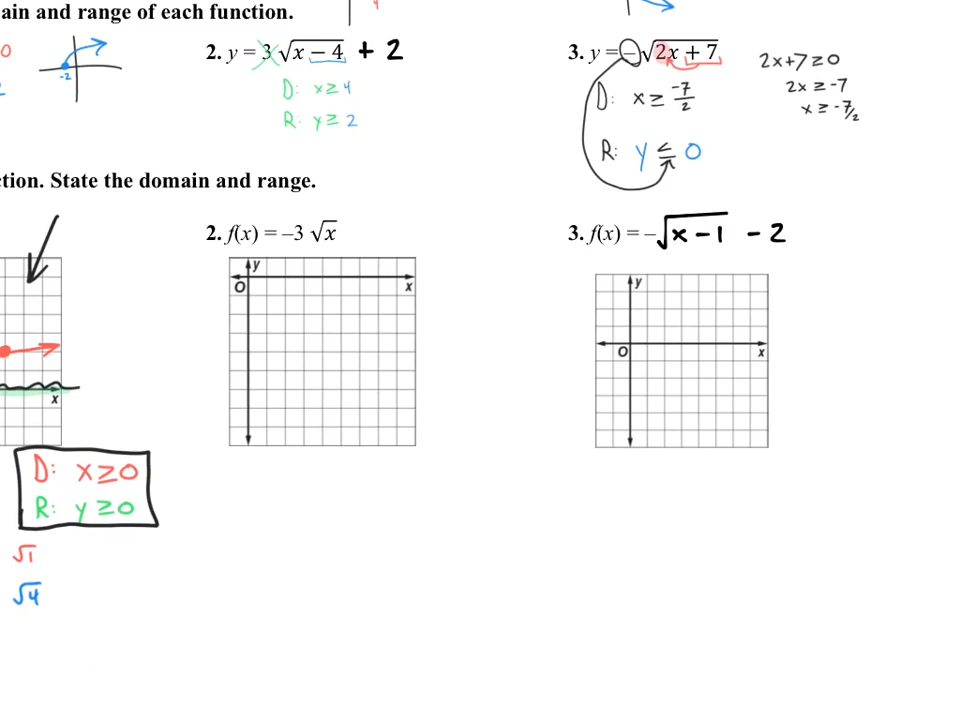 ain and range of each function.
0
-2
2. y = 3 √x – 4 + 2
D: x ≥ 4
R: y ≥ 2
3. y = – √2x + 7
D: x ≥ -7/2
R: y ≤ 0
2x+7 ≥ 0
2x ≥ -7
x ≥ -7/2
ction. State the domain and range.
x
D: x ≥ 0
R: y ≥ 0
√1
√4
2. f(x) = –3 √x
y
O
x
3. f(x) = –√x – 1 – 2
y
O
x